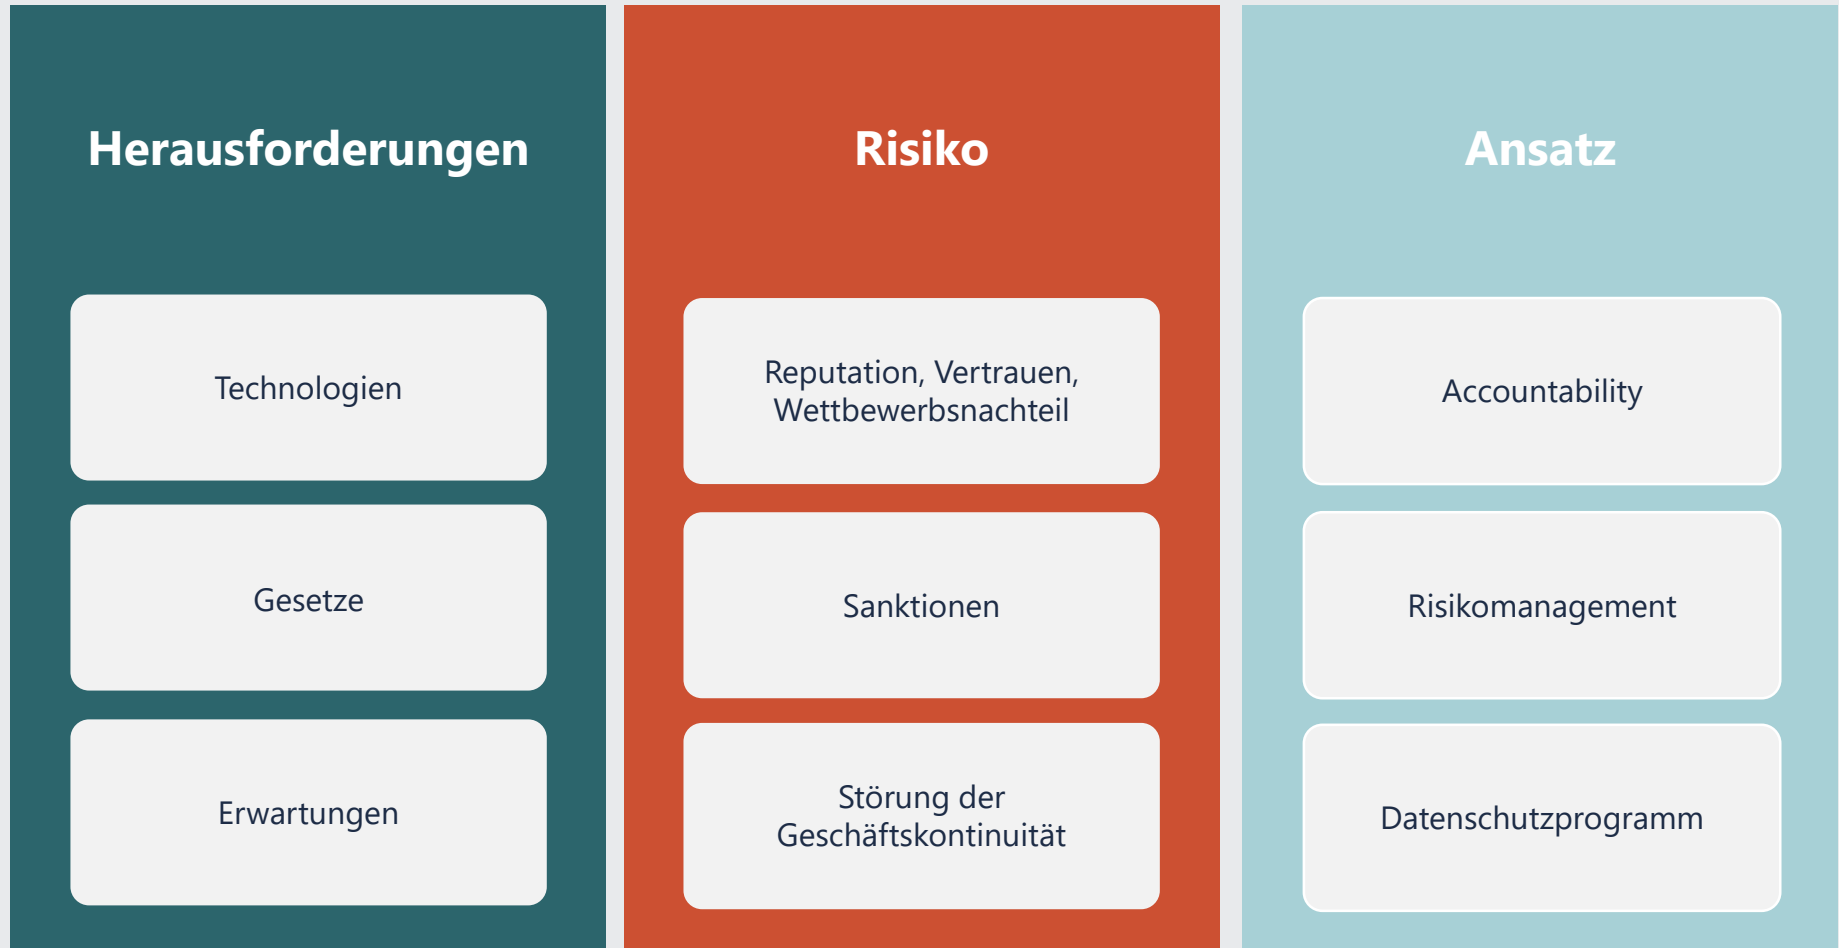 Herausforderungen
Technologien
Gesetze
Erwartungen
Risiko
Reputation, Vertrauen,
Wettbewerbsnachteil
Sanktionen
Störung der
Geschäftskontinuität
Ansatz
Accountability
Risikomanagement
Datenschutzprogramm